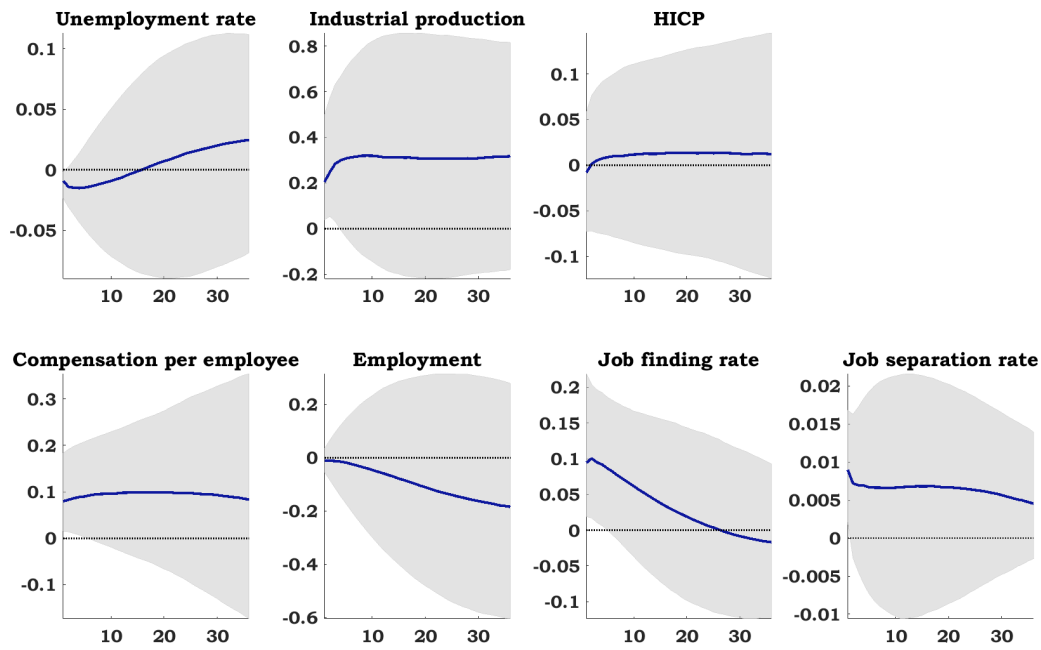 Unemployment rate
0.1
0.05
0
-0.05
10 20 30
Industrial production
0.8
0.6
0.4
0.2
0
-0.2
10 20 30
HICP
0.1
0.05
0
-0.05
-0.1
10 20 30
Compensation per employee
0.3
0.2
0.1
0
-0.1
10 20 30
Employment
0.2
0
-0.2
-0.4
-0.6
10 20 30
Job finding rate
0.2
0.15
0.1
0.05
0
-0.05
-0.1
10 20 30
Job separation rate
0.02
0.015
0.01
0.005
0
-0.005
-0.01
10 20 30